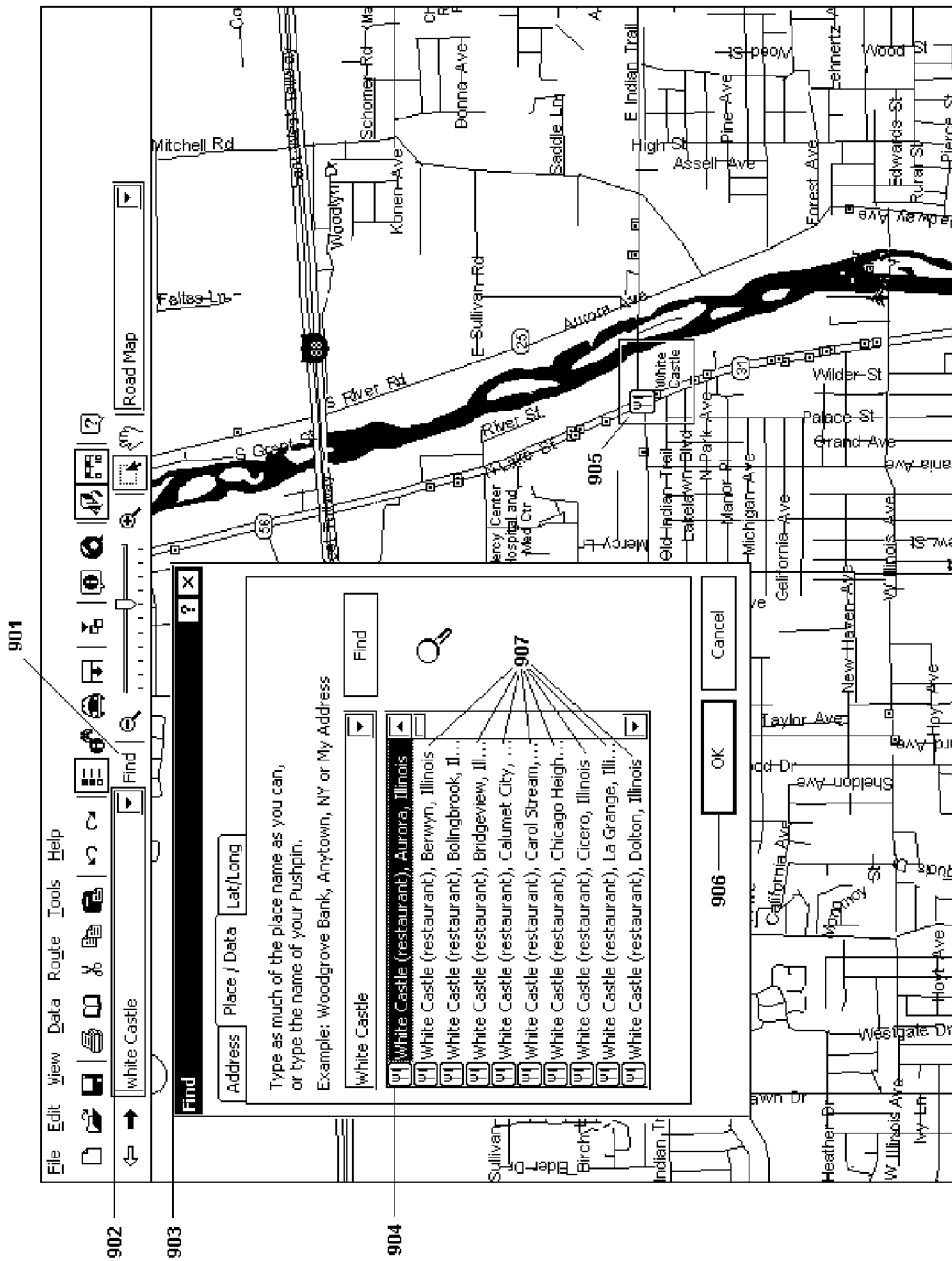 901
902
903
904
905
906
907
File Edit View Data Route Tools Help
white Castle
Find
Road Map
Find
? X
Address Place / Data Lat/Long
Type as much of the place name as you can,
or type the name of your Pushpin.
Example: Woodgrove Bank, Anytown, NY or My Address
White Castle
Find
White Castle (restaurant), Aurora, Illinois
White Castle (restaurant), Berwyn, Illinois
White Castle (restaurant), Bolingbrook, Il...
White Castle (restaurant), Bridgeview, Ill...
White Castle (restaurant), Calumet City, ...
White Castle (restaurant), Carol Stream,...
White Castle (restaurant), Chicago Heigh...
White Castle (restaurant), Cicero, Illinois
White Castle (restaurant), La Grange, Illi...
White Castle (restaurant), Dolton, Illinois
OK
Cancel
Mitchell Rd
Feltes Ln
88
56
25
31
S River Rd
S Grant St
Schomer Rd
Woodlyn Dr
Konen Ave
Donna Ave
Saddle Ln
E Sullivan Rd
Aurora Ave
River St
N Lake St
E Indian Trail
High St
Assell Ave
Pine Ave
Wood St
Wood St
Lehnertz A
Forest Ave
Edwards St
Rural St
Pierce S
White
Castle
ercy Center
Hospital and
Med Ctr
Mercy Ln
Old Indian Trail
Lakelawn Blvd
N Park Ave
Manor Pl
Michigan Ave
Wilder St
Palace St
Grand Ave
New Haven Ave
W Illinois Ave
Taylor Ave
Hoyt Ave
Sheldon Ave
California Ave
Hoyt Ave
Westgate Dr
Sullivan
Elder Dr
Birch
Indian Tr
awn Dr
Heather Dr
W Illinois Ave
Ivy Ln